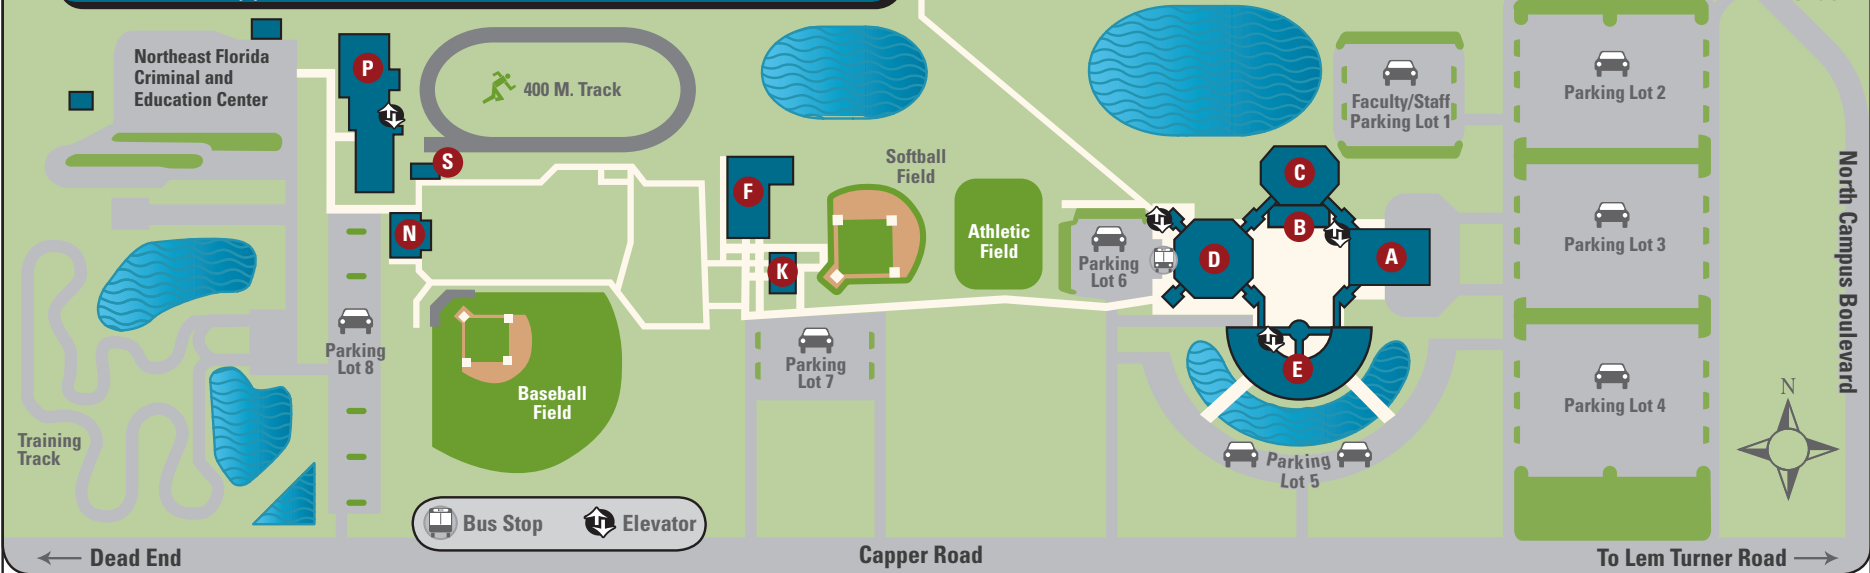 Northeast Florida
Criminal and
Education Center
P
400 M. Track
S
N
F
K
Softball
Field
Athletic
Field
Faculty/Staff
Parking Lot 1
Parking Lot 2
Parking Lot 3
Parking Lot 4
North Campus Boulevard
C
B
A
D
E
Parking
Lot 6
Parking
Lot 8
Parking
Lot 7
Baseball
Field
Training
Track
Parking
Lot 5
N
Bus Stop
Elevator
Dead End
Capper Road
To Lem Turner Road